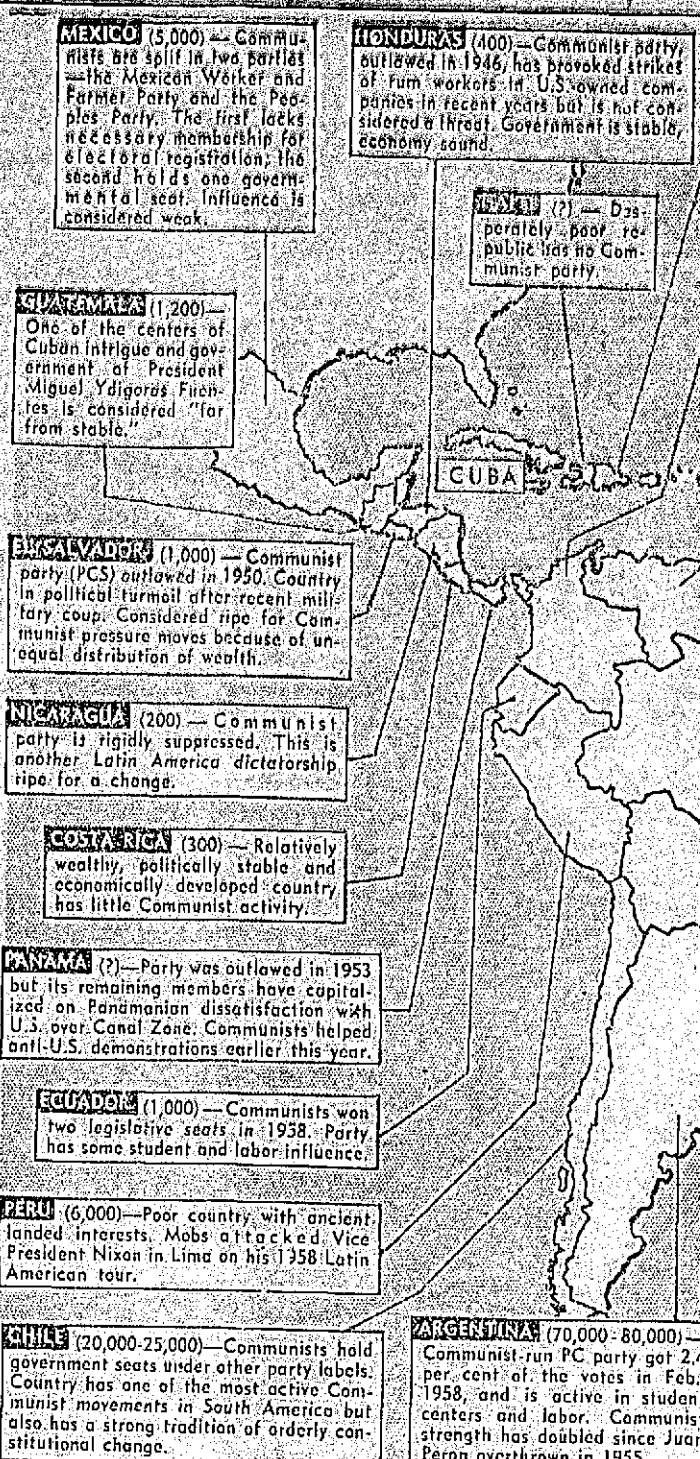 MEXICO (5,000) — Commu-
nists are split in two parties
—the Mexican Worker and
Farmer Party and the Peo-
ples Party. The first lacks
necessary membership for
electoral registration; the
second holds one govern-
mental seat. Influence is
considered weak.
HONDURAS (400)—Communist party,
outlawed in 1946, has provoked strikes
of rum workers in U.S.-owned com-
panies in recent years but is not con-
sidered a threat. Government is stable,
economy sound.
HAITI (?) — Des-
perately poor re-
public has no Com-
munist party.
GUATAMALA (1,200)—
One of the centers of
Cuban intrigue and gov-
ernment of President
Miguel Ydigoras Fuen-
tes is considered "far
from stable."
CUBA
EL SALVADOR (1,000) — Communist
party (PCS) outlawed in 1950. Country
in political turmoil after recent mili-
tary coup. Considered ripe for Com-
munist pressure moves because of un-
equal distribution of wealth.
NICARAGUA (200) — Communist
party is rigidly suppressed. This is
another Latin America dictatorship
ripe for a change.
COSTA RICA (300) — Relatively
wealthy, politically stable and
economically developed country
has little Communist activity.
PANAMA (?)—Party was outlawed in 1953
but its remaining members have capital-
ized on Panamanian dissatisfaction with
U.S. over Canal Zone. Communists helped
anti-U.S. demonstrations earlier this year.
ECUADOR (1,000) — Communists won
two legislative seats in 1958. Party
has some student and labor influence.
PERU (6,000)—Poor country with ancient
landed interests. Mobs attacked Vice
President Nixon in Lima on his 1958 Latin
American tour.
CHILE (20,000-25,000)—Communists hold
government seats under other party labels.
Country has one of the most active Com-
munist movements in South America but
also has a strong tradition of orderly con-
stitutional change.
ARGENTINA (70,000-80,000)—
Communist-run PC party got 2.4
per cent of the votes in Feb.
1958, and is active in studen
centers and labor. Communis
strength has doubled since Juan
Peron overthrown in 1955.